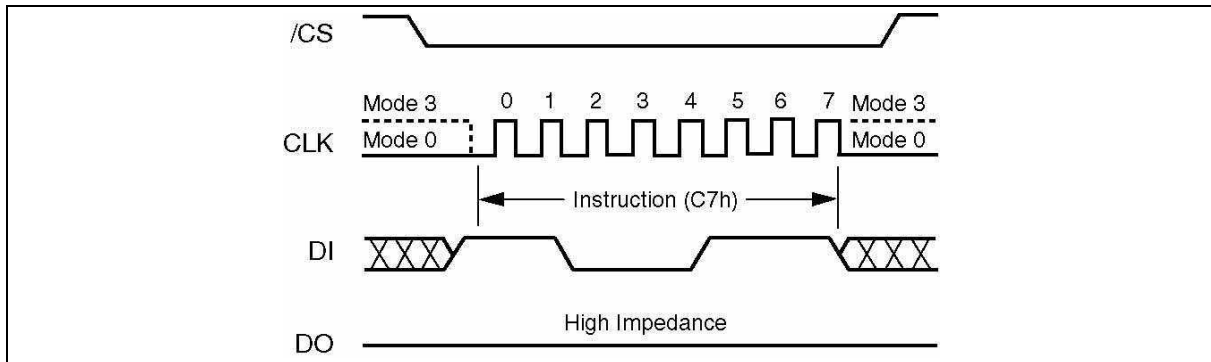 /CS
Mode 3 0 1 2 3 4 5 6 7 Mode 3
CLK Mode 0 Mode 0
Instruction (C7h)
DI
High Impedance
DO